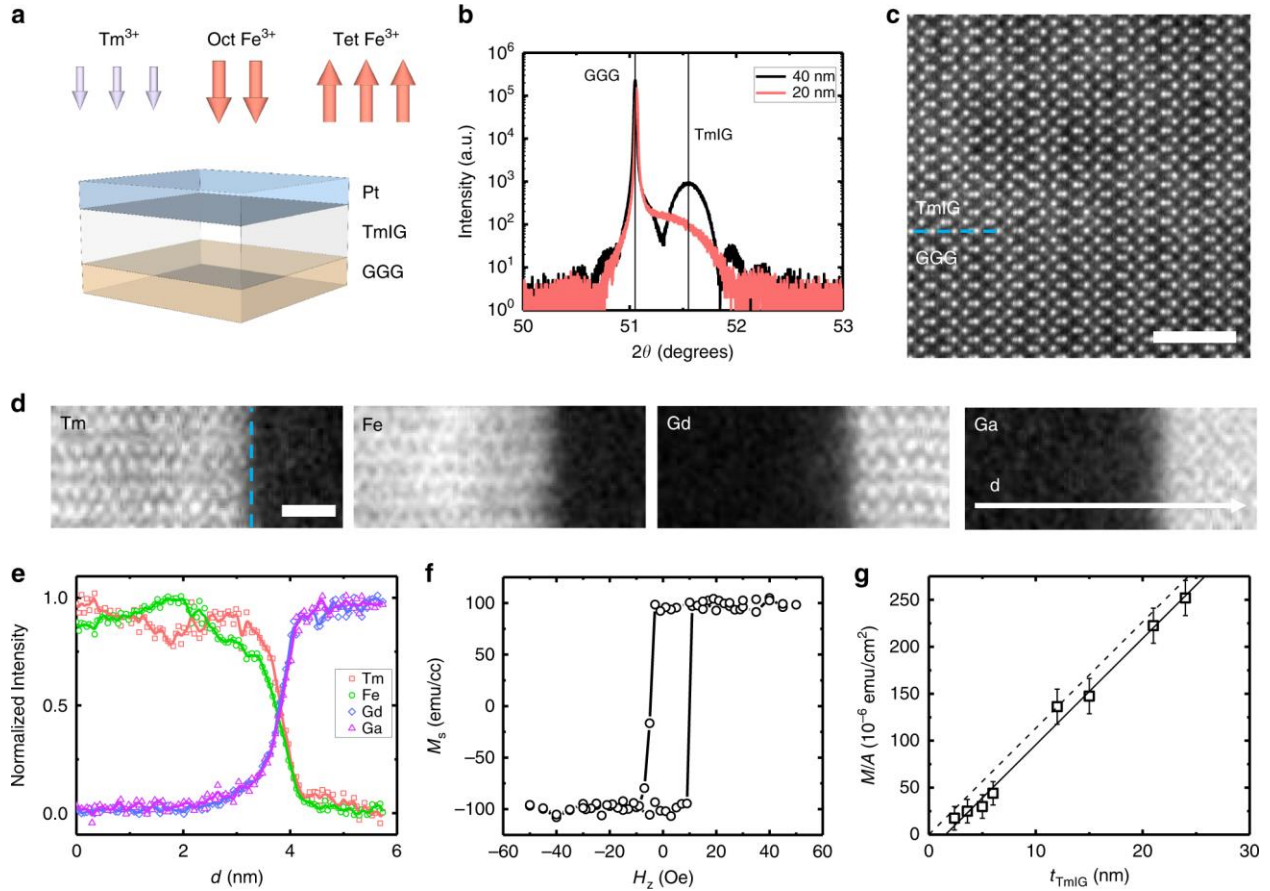 a
Tm3+ Oct Fe3+ Tet Fe3+
Pt
TmIG
GGG
b
Intensity (a.u.)
10^6
10^5
10^4
10^3
10^2
10^1
10^0
GGG
40 nm
20 nm
TmIG
50 51 52 53
2θ (degrees)
c
TmIG
GGG
d
Tm
Fe
Gd
Ga
d
e
Normalized Intensity
1.0
0.5
0.0
Tm
Fe
Gd
Ga
0 2 4 6
d (nm)
f
Ms (emu/cc)
100
50
0
−50
−100
−60 −40 −20 0 20 40 60
Hz (Oe)
g
M/A (10−6 emu/cm2)
250
200
150
100
50
0
0 10 20 30
tTmIG (nm)